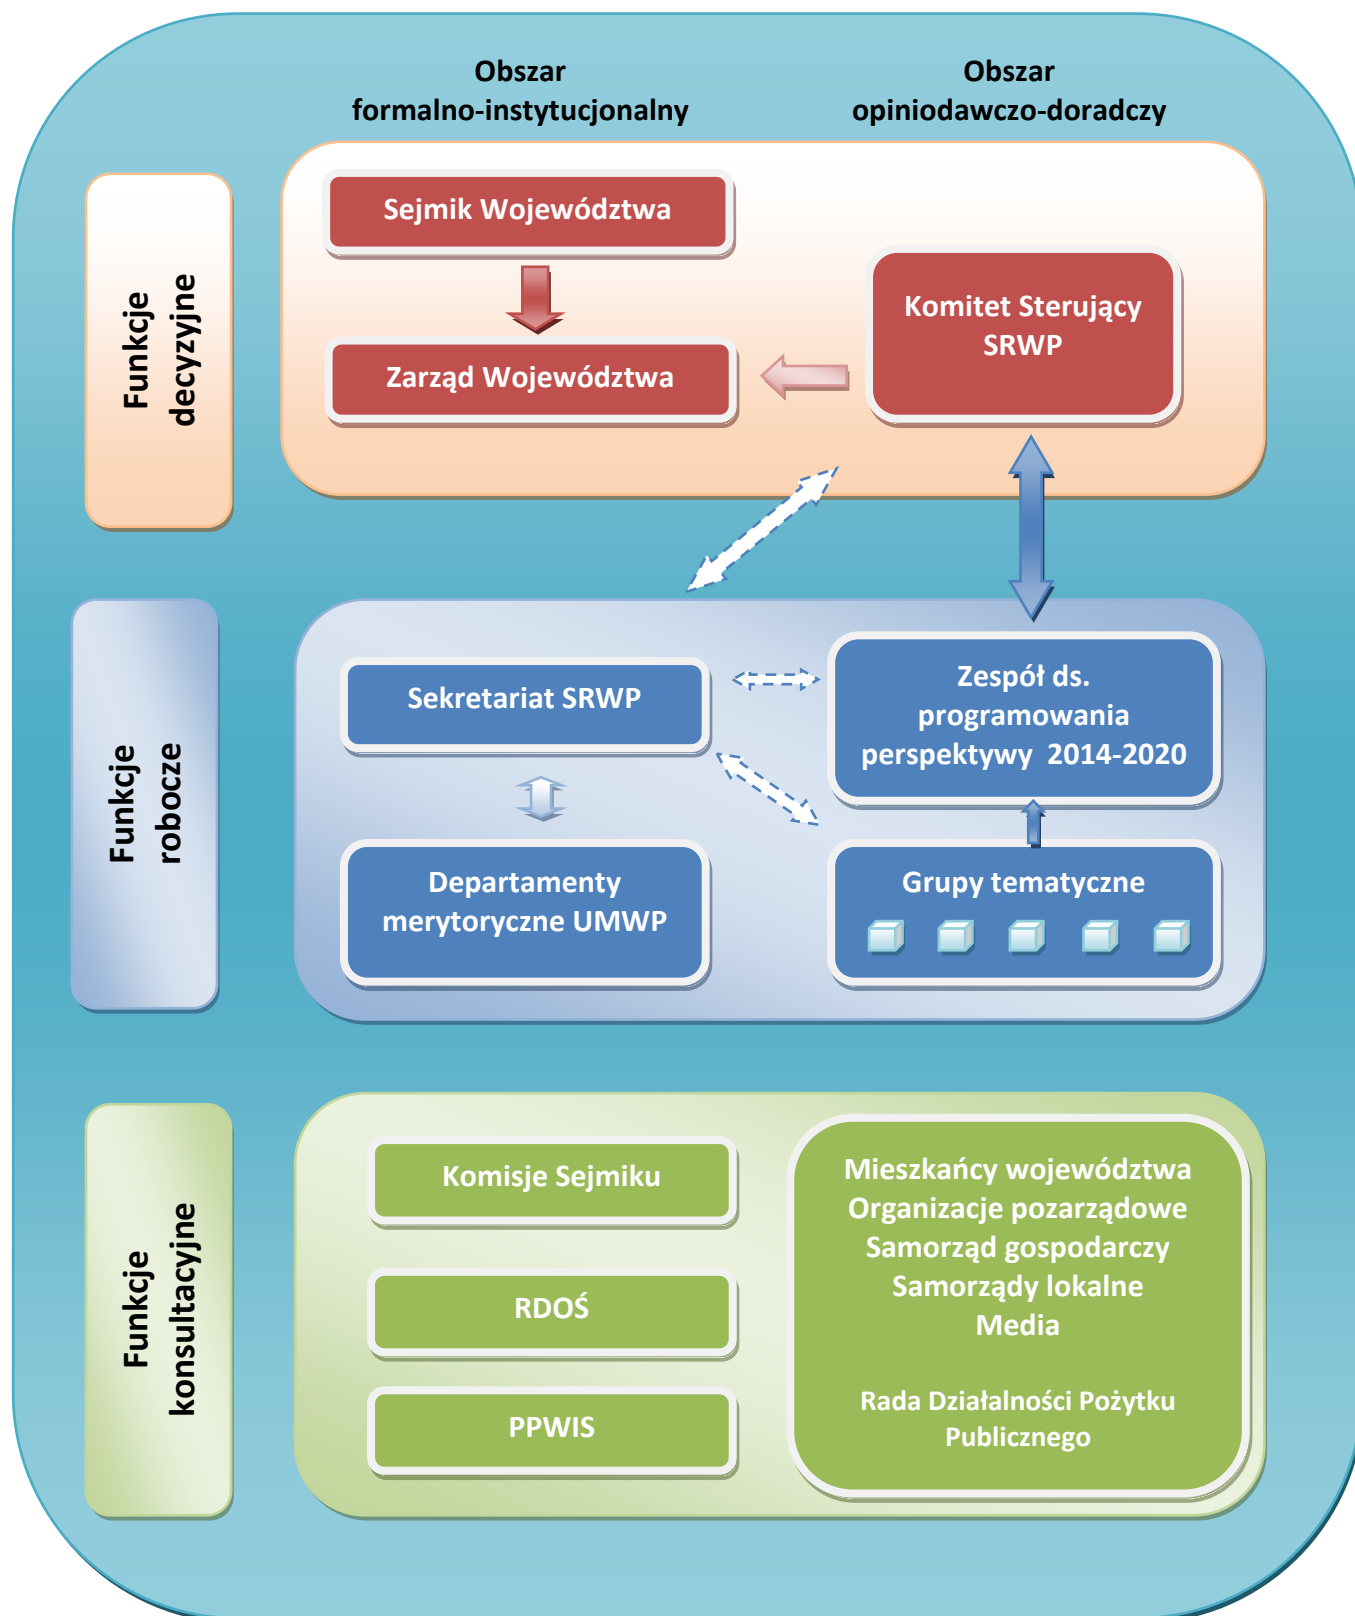 Obszar
formalno-instytucjonalny
Obszar
opiniodawczo-doradczy
Funkcje
decyzyjne
Sejmik Województwa
Zarząd Województwa
Komitet Sterujący
SRWP
Funkcje
robocze
Sekretariat SRWP
Zespół ds.
programowania
perspektywy 2014-2020
Departamenty
merytoryczne UMWP
Grupy tematyczne
Funkcje
konsultacyjne
Komisje Sejmiku
RDOŚ
PPWIS
Mieszkańcy województwa
Organizacje pozarządowe
Samorząd gospodarczy
Samorządy lokalne
Media
Rada Działalności Pożytku
Publicznego